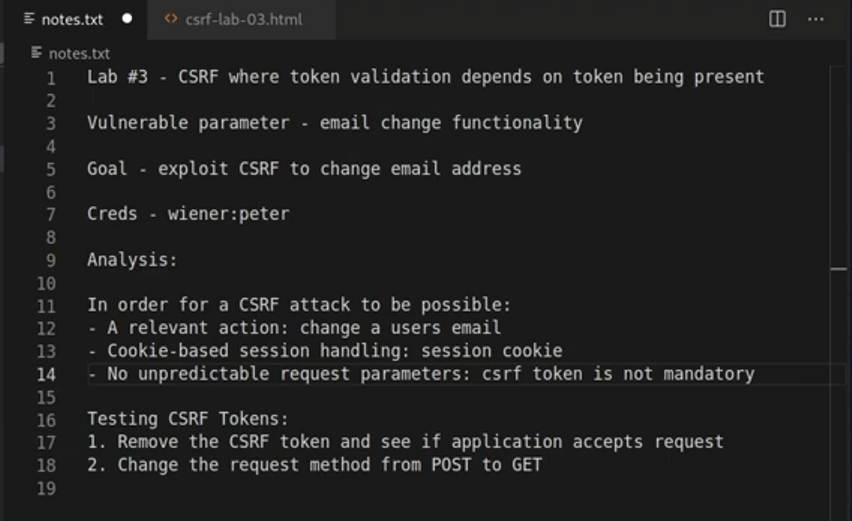 notes.txt
csrf-lab-03.html
notes.txt
1 Lab #3 - CSRF where token validation depends on token being present
2
3 Vulnerable parameter - email change functionality
4
5 Goal - exploit CSRF to change email address
6
7 Creds - wiener:peter
8
9 Analysis:
10
11 In order for a CSRF attack to be possible:
12 - A relevant action: change a users email
13 - Cookie-based session handling: session cookie
14 - No unpredictable request parameters: csrf token is not mandatory
15
16 Testing CSRF Tokens:
17 1. Remove the CSRF token and see if application accepts request
18 2. Change the request method from POST to GET
19